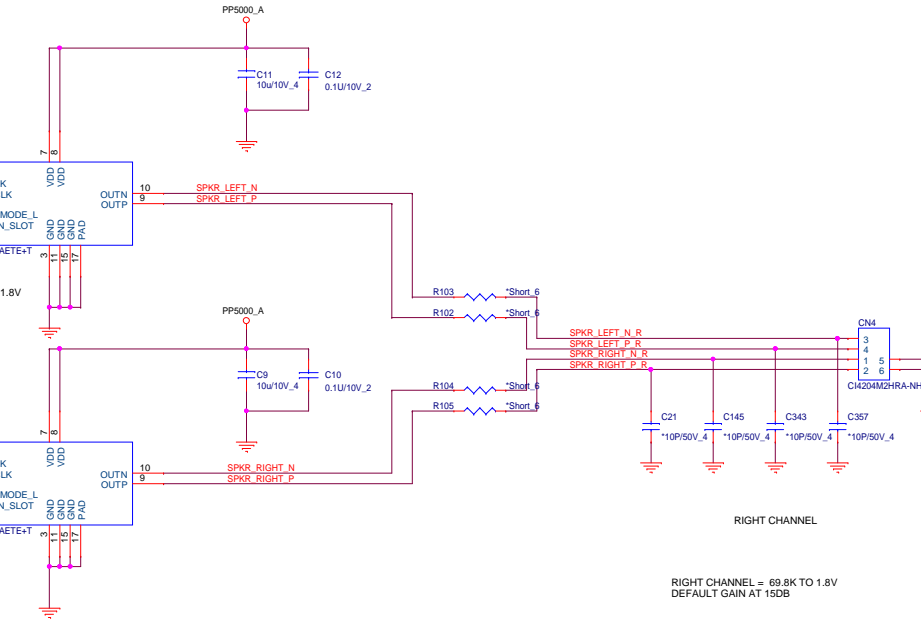 PP5000_A
C11
10u/10V_4
C12
0.1U/10V_2
7
8
VDD
VDD
K
LK
MODE_L
N_SLOT
OUTN
OUTP
10
9
SPKR_LEFT_N
SPKR_LEFT_P
GND
GND
GND
PAD
AETE+T
3
11
15
17
1.8V
R103
*Short_6
R102
*Short_6
PP5000_A
C9
10u/10V_4
C10
0.1U/10V_2
R104
*Short_6
R105
*Short_6
SPKR_LEFT_N_R
SPKR_LEFT_P_R
SPKR_RIGHT_N_R
SPKR_RIGHT_P_R
CN4
3
4
1
2
5
6
CI4204M2HRA-NH
C21
*10P/50V_4
C145
*10P/50V_4
C343
*10P/50V_4
C357
*10P/50V_4
7
8
VDD
VDD
K
LK
MODE_L
N_SLOT
OUTN
OUTP
10
9
SPKR_RIGHT_N
SPKR_RIGHT_P
GND
GND
GND
PAD
AETE+T
3
11
15
17
RIGHT CHANNEL
RIGHT CHANNEL = 69.8K TO 1.8V
DEFAULT GAIN AT 15DB